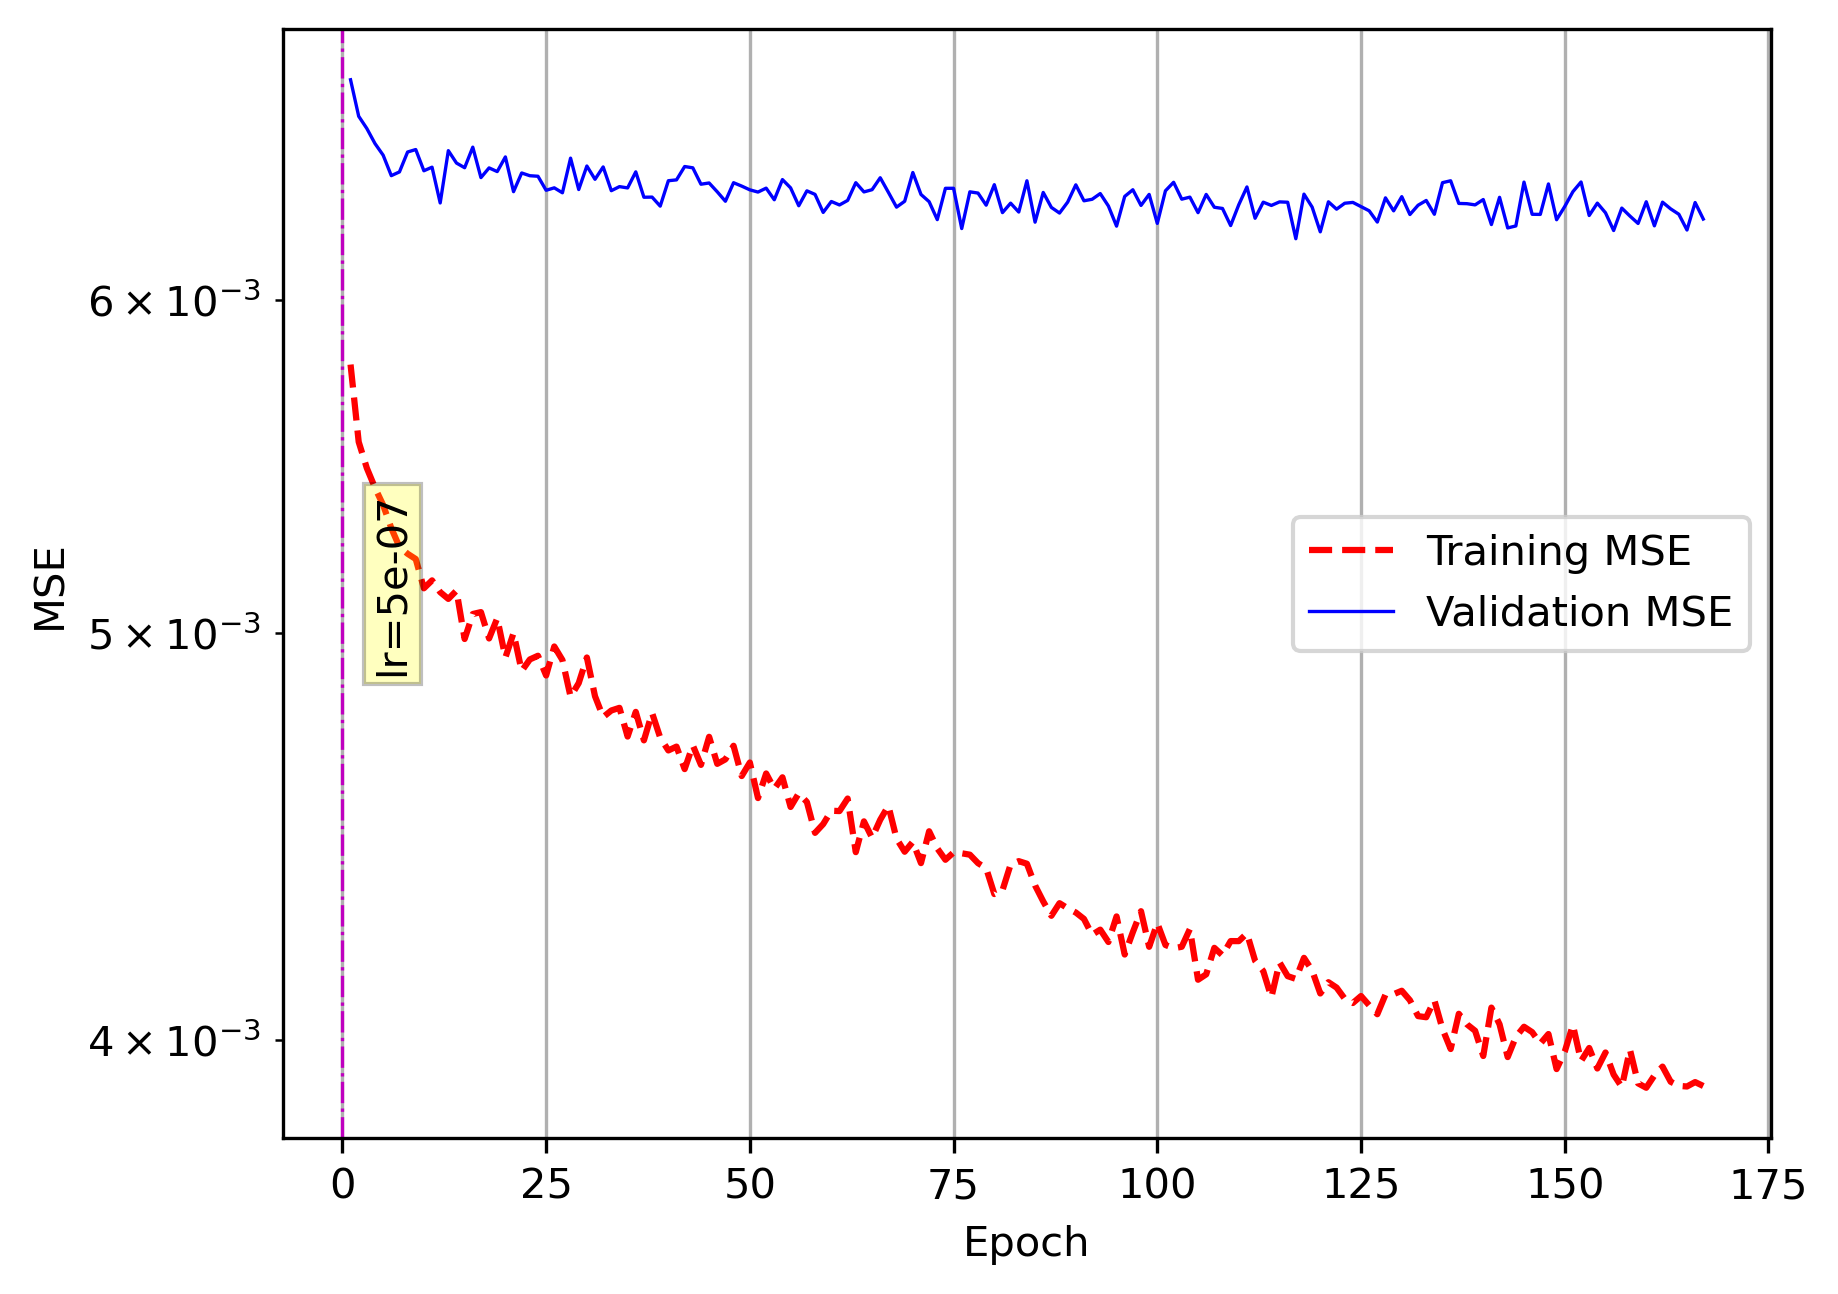 MSE
6 × 10⁻³
5 × 10⁻³
4 × 10⁻³
lr=5e-07
Training MSE
Validation MSE
0 25 50 75 100 125 150 175
Epoch